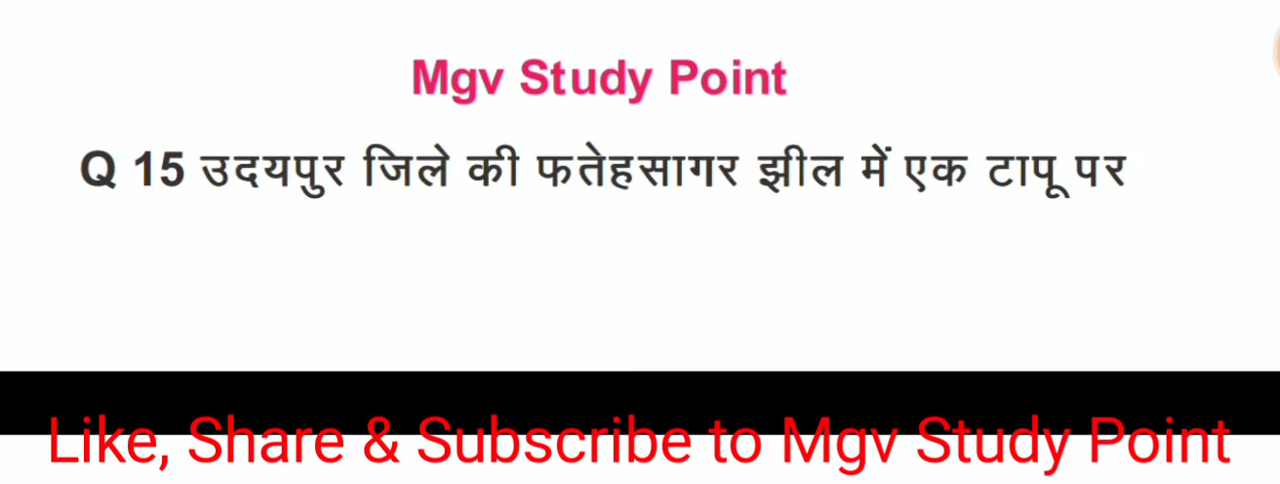 Mgv Study Point
Q 15 उदयपुर जिले की फतेहसागर झील में एक टापू पर
Like, Share & Subscribe to Mgv Study Point